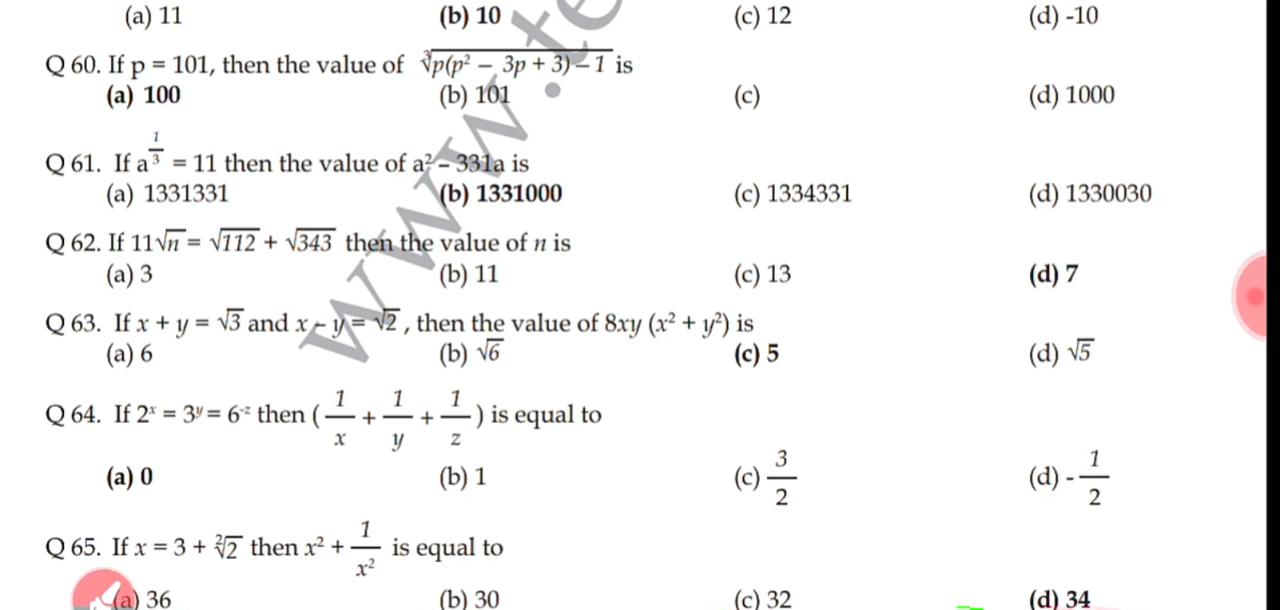 (a) 11 (b) 10 (c) 12 (d) -10
Q 60. If p = 101, then the value of ∛p(p² − 3p + 3) − 1 is
(a) 100 (b) 101 (c) (d) 1000
Q 61. If a^(1/3) = 11 then the value of a² – 331a is
(a) 1331331 (b) 1331000 (c) 1334331 (d) 1330030
Q 62. If 11√n = √112 + √343 then the value of n is
(a) 3 (b) 11 (c) 13 (d) 7
Q 63. If x + y = √3 and x – y = √2 , then the value of 8xy (x² + y²) is
(a) 6 (b) √6 (c) 5 (d) √5
Q 64. If 2ˣ = 3ʸ = 6⁻ᶻ then ( 1/x + 1/y + 1/z ) is equal to
(a) 0 (b) 1 (c) 3/2 (d) - 1/2
Q 65. If x = 3 + ²√2 then x² + 1/x² is equal to
(a) 36 (b) 30 (c) 32 (d) 34
www.te